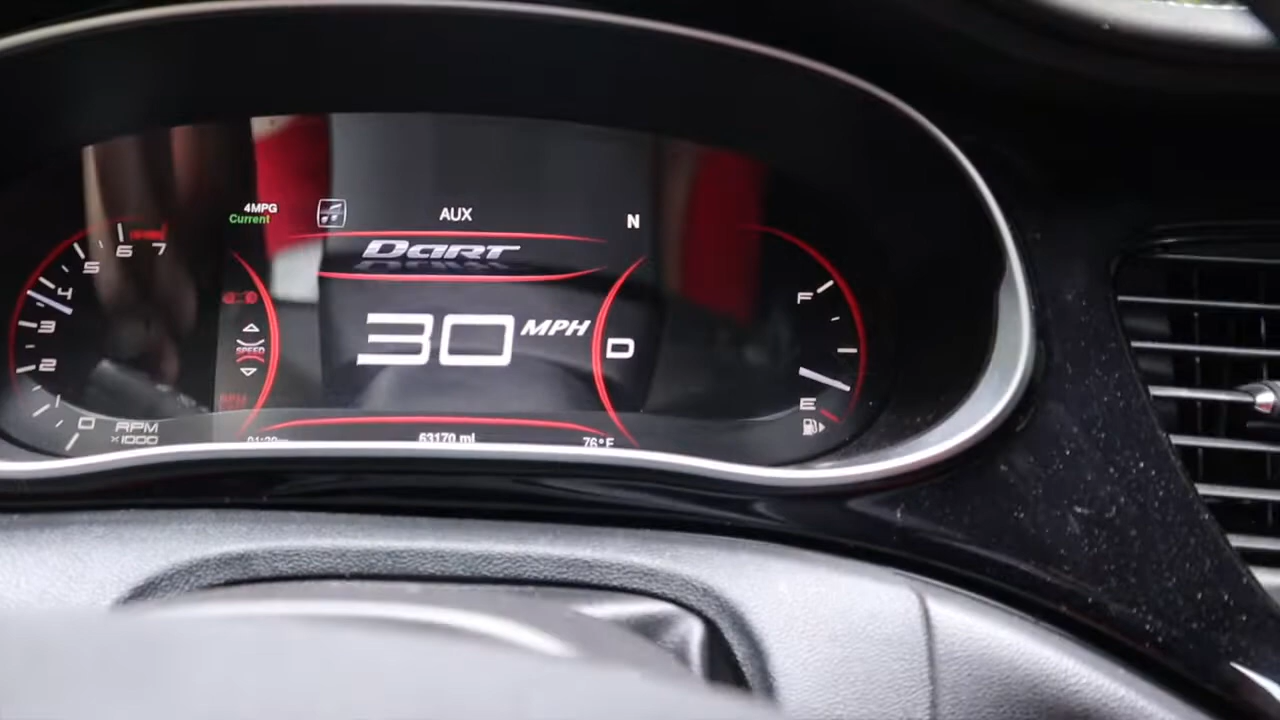 4MPG
Current
AUX
N
DART
7
6
5
4
3
2
1
0
RPM
x1000
SPEED
RPM
30 MPH
D
F
E
63170 mi
76°F